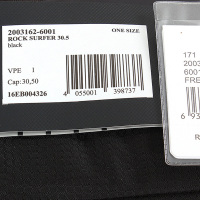 2003162-6001 ONE SIZE
ROCK SURFER 30.5
black
VPE 1
Cap: 30,50
16EB004326
4 055001 389737
171
2003
6001
FRE
6 93
R